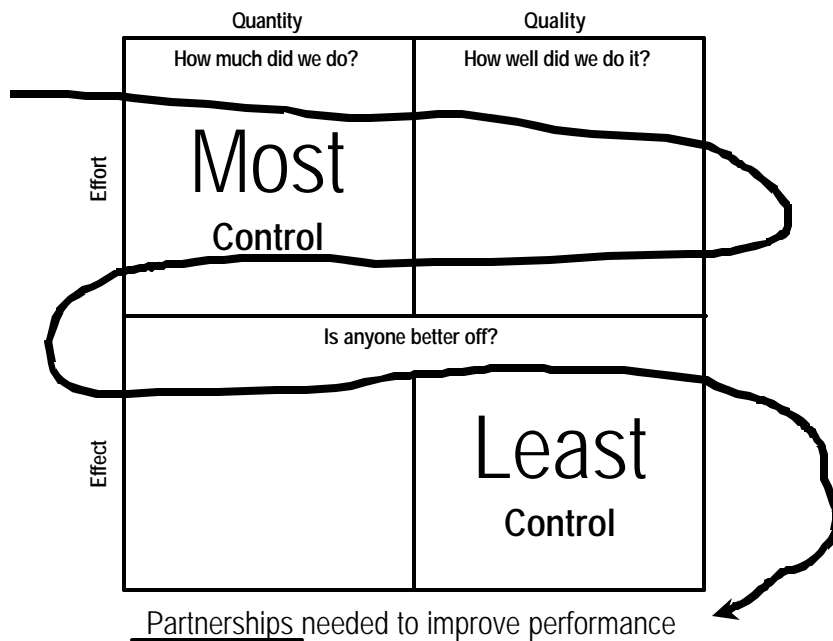 Quantity
Quality
How much did we do?
How well did we do it?
Effort
Most
Control
Is anyone better off?
Effect
Least
Control
Partnerships needed to improve performance